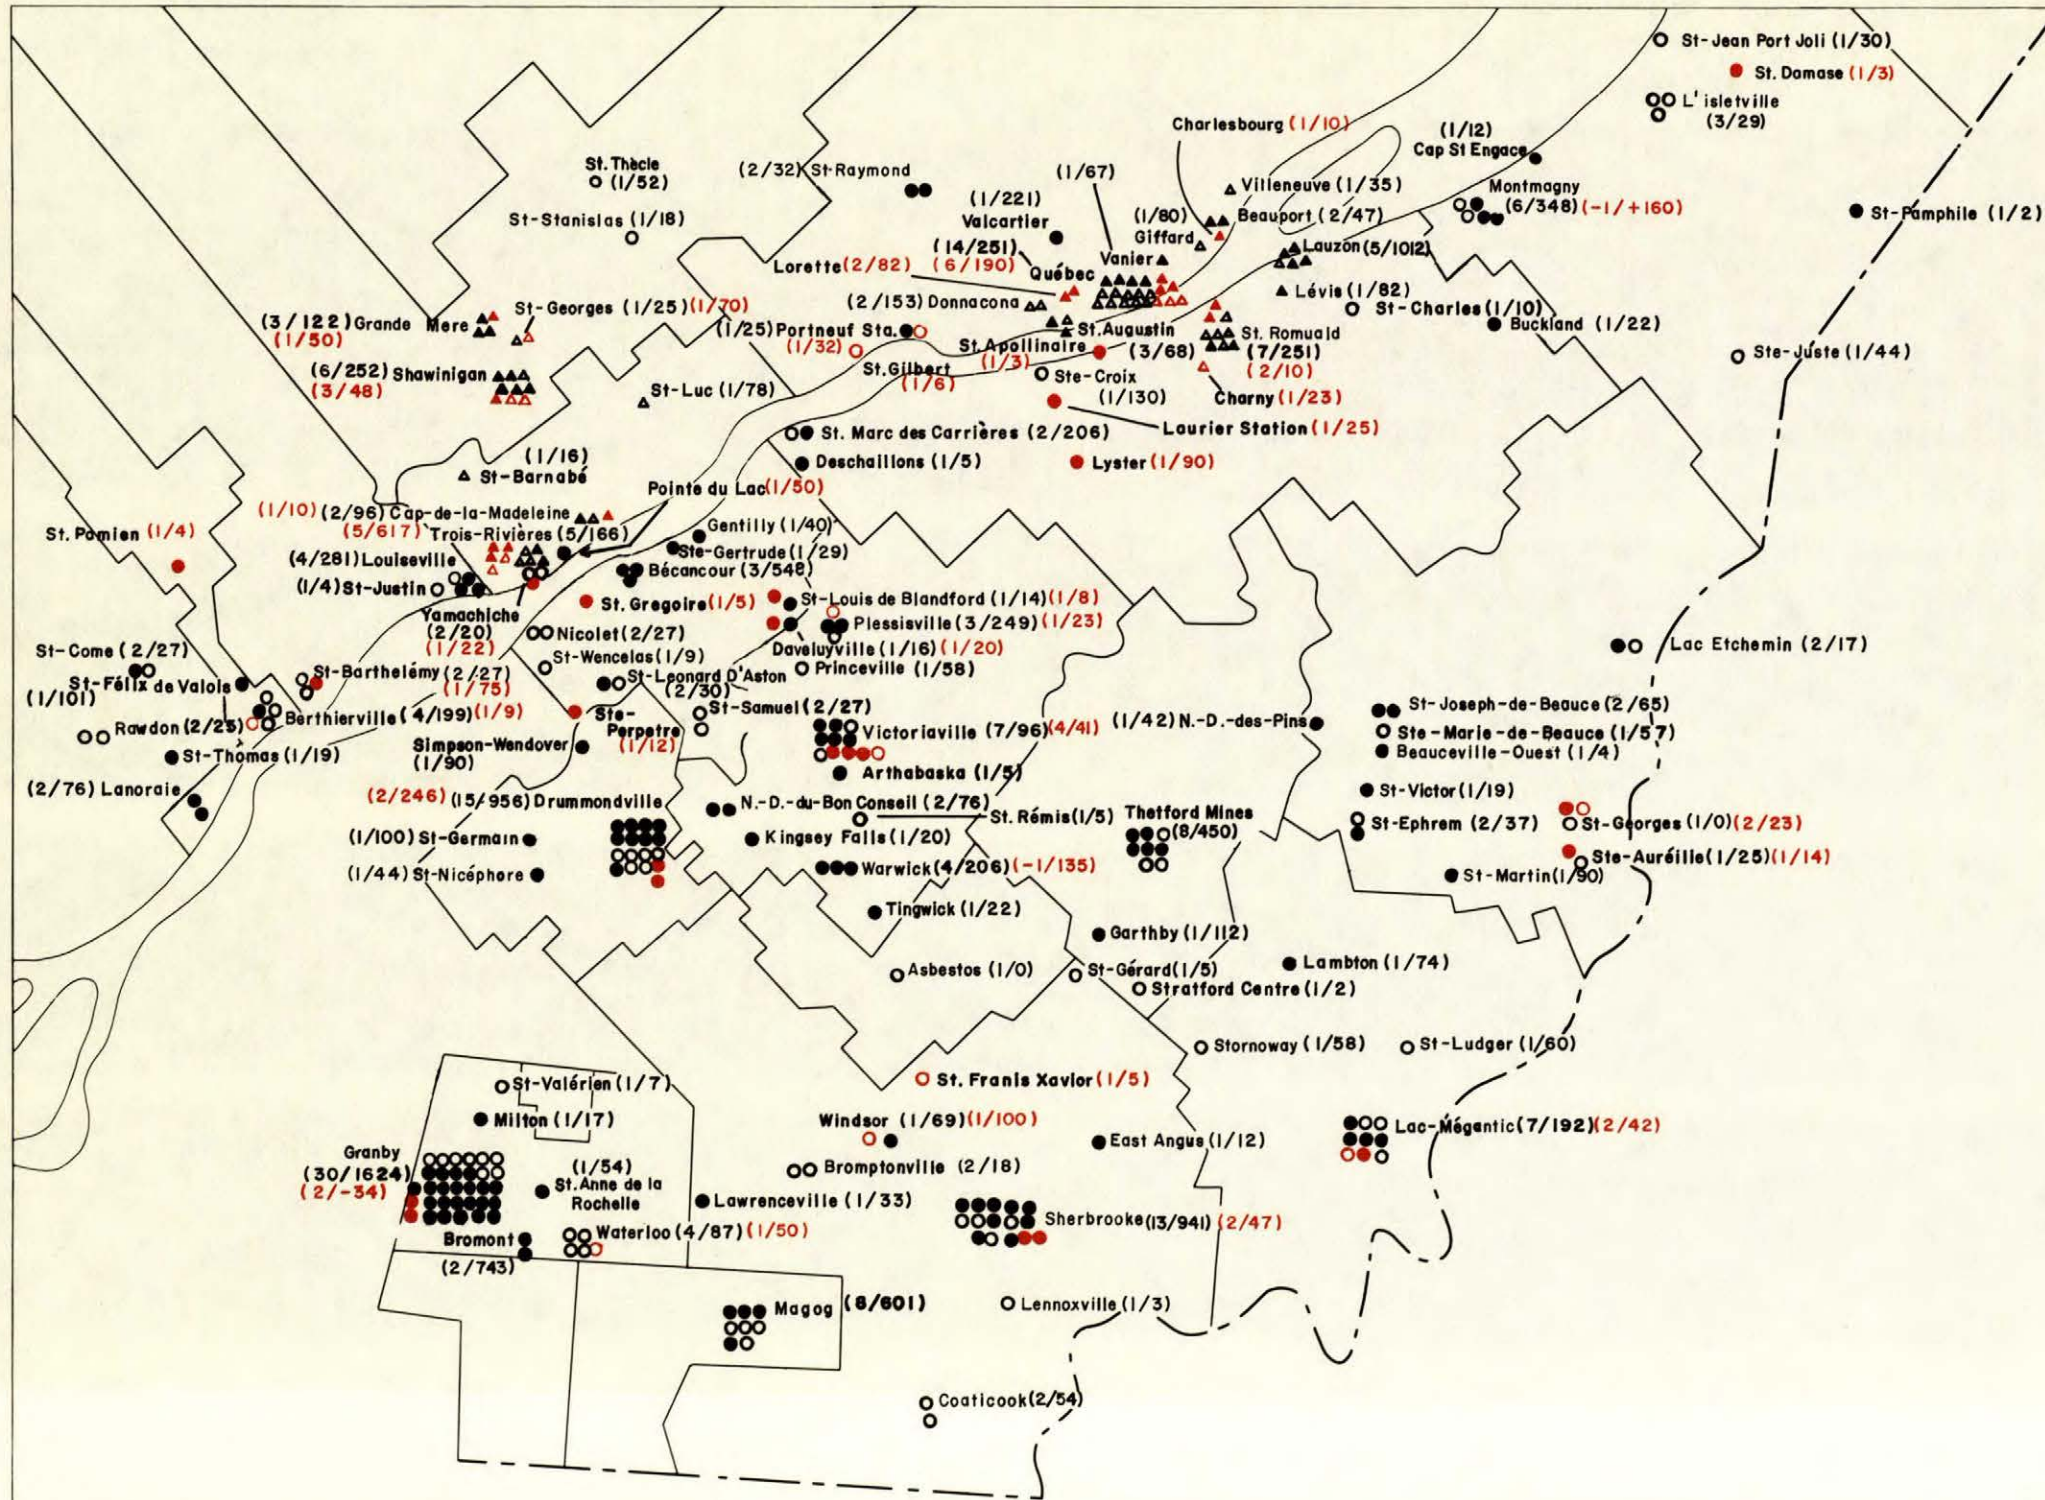 St-Jean Port Joli (1/30)
St. Damase (1/3)
L'isletville
(3/29)
Charlesbourg (1/10)
(1/12)
Cap St Engace
St. Thècle
(1/52)
(2/32) St-Raymond
(1/67)
Villeneuve (1/35)
Montmagny
(6/348) (-1/+160)
St-Pamphile (1/2)
St-Stanislas (1/18)
(1/221)
Valcartier
(1/80)
Giffard
Beauport (2/47)
(14/251)
(6/190)
Québec
Vanier
Lauzon (5/1012)
Lorette (2/82)
(2/153) Donnacona
Lévis (1/82)
St-Charles (1/10)
Buckland (1/22)
(3/122) Grande Mere
(1/50)
St-Georges (1/25) (1/70)
(1/25) Portneuf Sta.
(1/32)
St. Augustin
(3/68)
St. Romuald
(7/251)
(2/10)
St. Apollinaire
(1/3)
Ste-Juste (1/44)
(6/252) Shawinigan
(3/48)
St. Gilbert
(1/6)
Ste-Croix
(1/130)
Charny (1/23)
St-Luc (1/78)
Laurier Station (1/25)
St. Marc des Carrières (2/206)
Deschaillons (1/5)
Lyster (1/90)
(1/16)
St-Barnabé
Pointe du Lac (1/50)
(1/10) (2/96) Cap-de-la-Madeleine
(5/617) Trois-Rivières (5/166)
St. Pamien (1/4)
Gentilly (1/40)
Ste-Gertrude (1/29)
(4/281) Louiseville
Bécancour (3/548)
(1/4) St-Justin
Yamachiche
(2/20)
(1/22)
St. Gregoire (1/5)
St-Louis de Blandford (1/14) (1/8)
Plessisville (3/249) (1/23)
Nicolet (2/27)
Daveluyville (1/16) (1/20)
St-Come (2/27)
St-Wencelas (1/9)
Princeville (1/58)
Lac Etchemin (2/17)
St-Barthelémy (2/27)
(1/75)
St-Leonard D'Aston
(2/30)
St-Félix de Valois
(1/101)
St-Samuel (2/27)
St-Joseph-de-Beauce (2/65)
Rawdon (2/25)
Berthierville (4/199) (1/9)
Ste-
Perpetre
(1/12)
Victoriaville (7/96) (4/41)
(1/42) N.-D.-des-Pins
Ste-Marie-de-Beauce (1/57)
St-Thomas (1/19)
Simpson-Wendover
(1/90)
Beauceville-Ouest (1/4)
Arthabaska (1/5)
(2/76) Lanoraie
(2/246) (15/956) Drummondville
N.-D.-du-Bon Conseil (2/76)
St. Rémis (1/5)
Thetford Mines
(8/450)
St-Victor (1/19)
(1/100) St-Germain
Kingsey Falls (1/20)
St-Ephrem (2/37)
St-Georges (1/0) (2/23)
(1/44) St-Nicéphore
Warwick (4/206) (-1/135)
Ste-Auréille (1/25) (1/14)
St-Martin (1/90)
Tingwick (1/22)
Garthby (1/112)
Asbestos (1/0)
St-Gérard (1/5)
Lambton (1/74)
Stratford Centre (1/2)
Stornoway (1/58)
St-Ludger (1/60)
St-Valérien (1/7)
St. Franis Xavior (1/5)
Milton (1/17)
Windsor (1/69) (1/100)
Lac-Mégantic (7/192) (2/42)
East Angus (1/12)
Granby
(30/1624)
(2/-34)
(1/54)
St. Anne de la
Rochelle
Bromptonville (2/18)
Lawrenceville (1/33)
Waterloo (4/87) (1/50)
Sherbrooke (13/941) (2/47)
Bromont
(2/743)
Magog (8/601)
Lennoxville (1/3)
Coaticook (2/54)